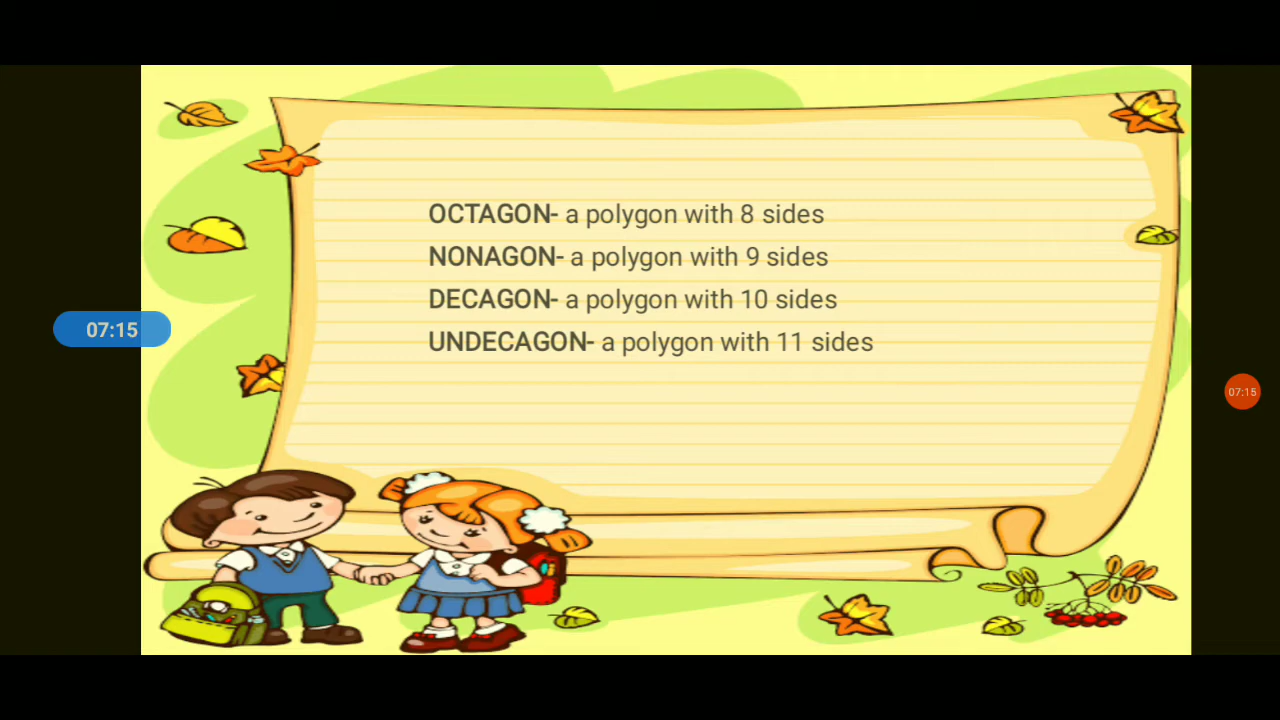 OCTAGON- a polygon with 8 sides
NONAGON- a polygon with 9 sides
DECAGON- a polygon with 10 sides
UNDECAGON- a polygon with 11 sides
07:15
07:15